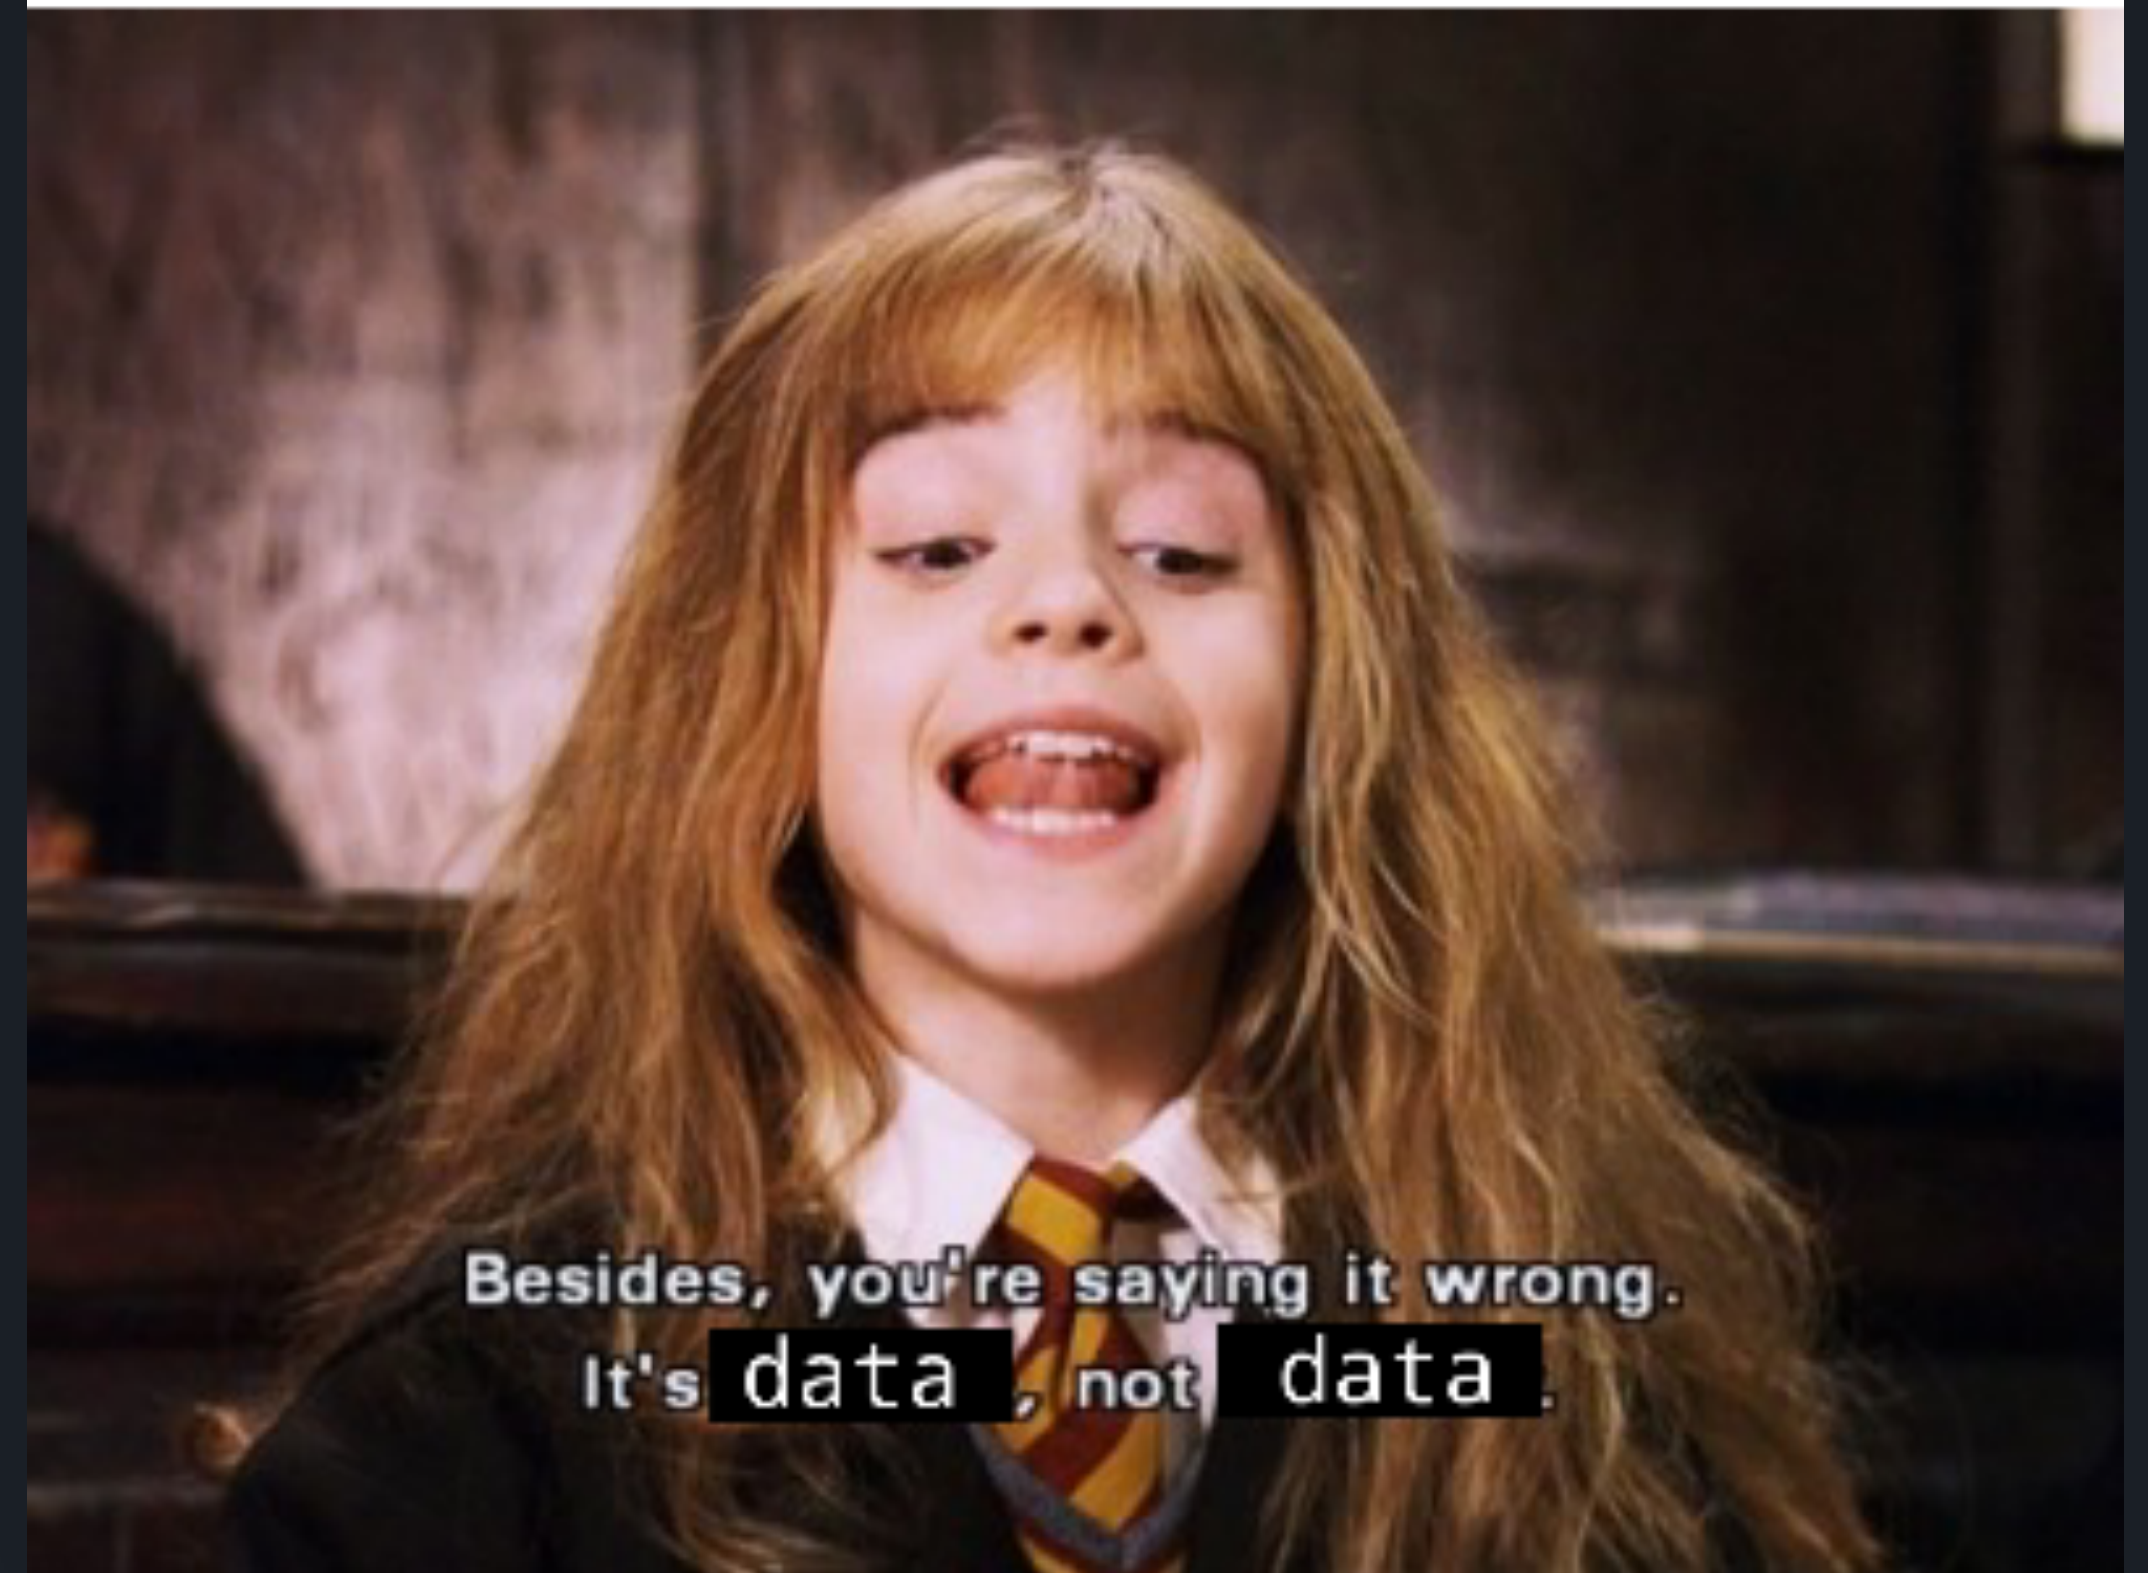 Besides, you're saying it wrong.
It's data, not data.